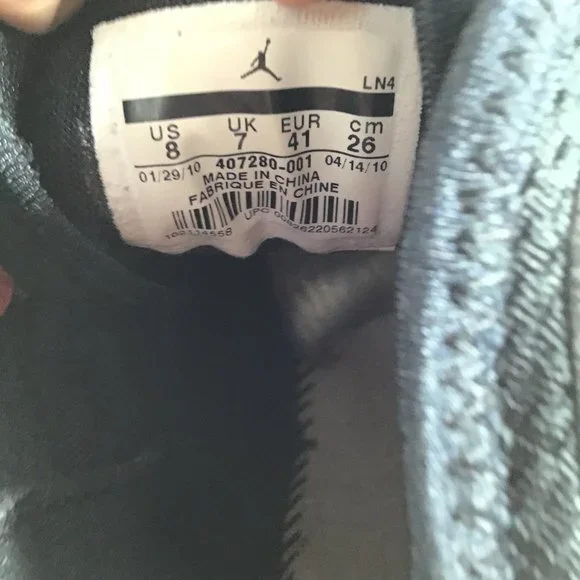 LN4
US UK EUR cm
8 7 41 26
01/29/10 407280-001 04/14/10
MADE IN CHINA
FABRIQUE EN CHINE
UPC